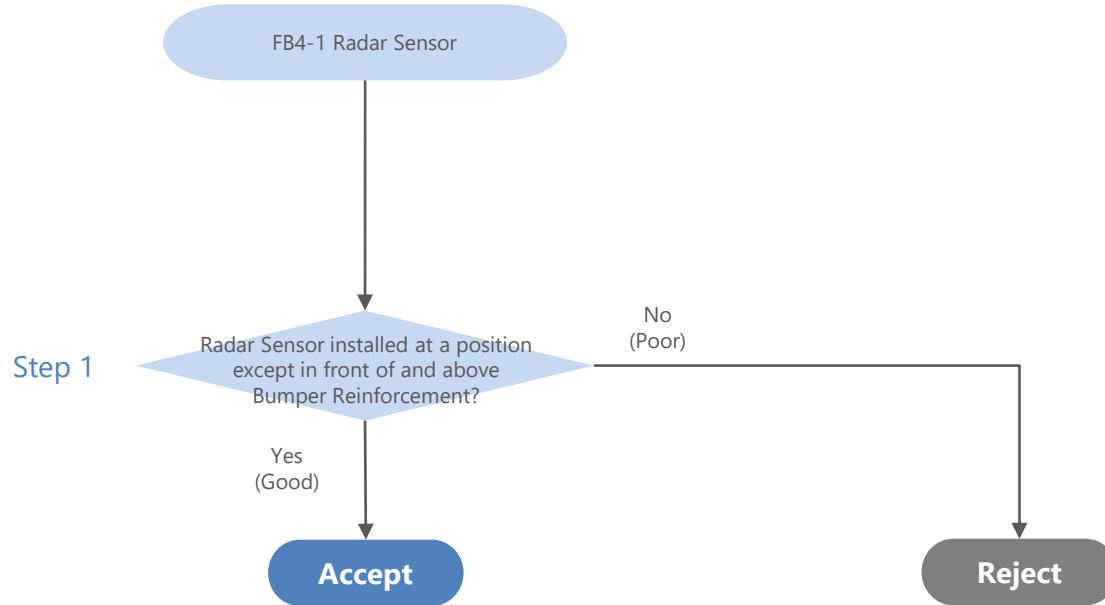 FB4-1 Radar Sensor
Step 1
Radar Sensor installed at a position
except in front of and above
Bumper Reinforcement?
No
(Poor)
Yes
(Good)
Accept
Reject